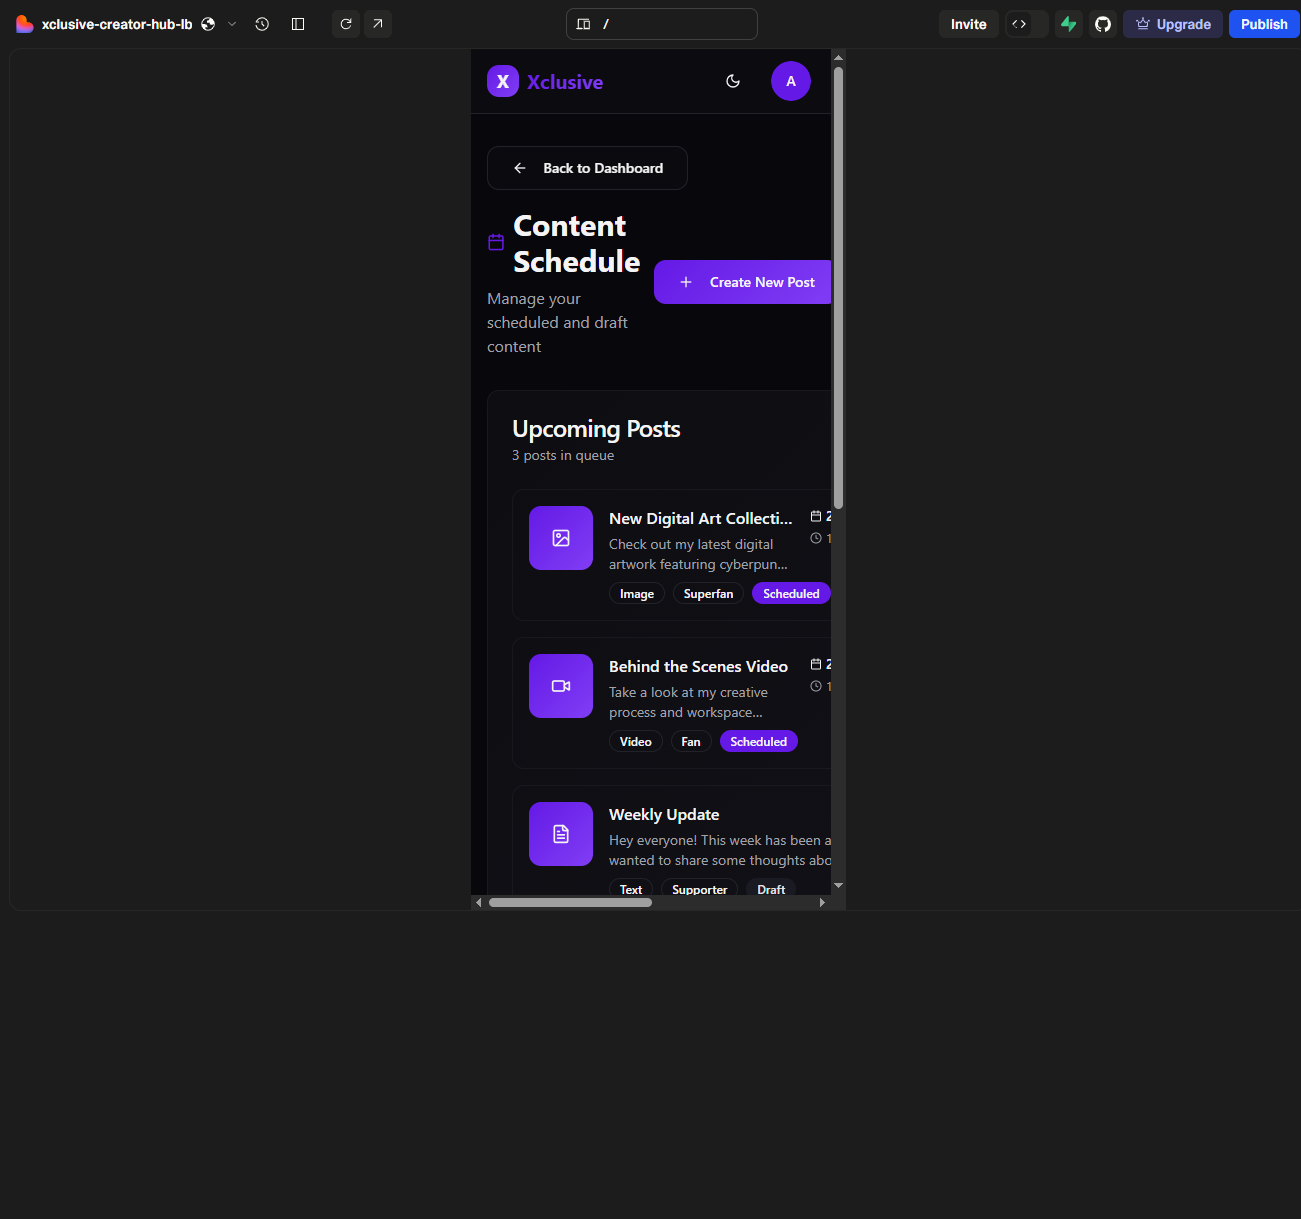 xclusive-creator-hub-lb
/
Invite
Upgrade
Publish
X Xclusive
A
Back to Dashboard
Content
Schedule
Manage your
scheduled and draft
content
Create New Post
Upcoming Posts
3 posts in queue
New Digital Art Collecti...
2
Check out my latest digital
1
artwork featuring cyberpun...
Image
Superfan
Scheduled
Behind the Scenes Video
2
Take a look at my creative
1
process and workspace...
Video
Fan
Scheduled
Weekly Update
Hey everyone! This week has been a
wanted to share some thoughts abo
Text
Supporter
Draft